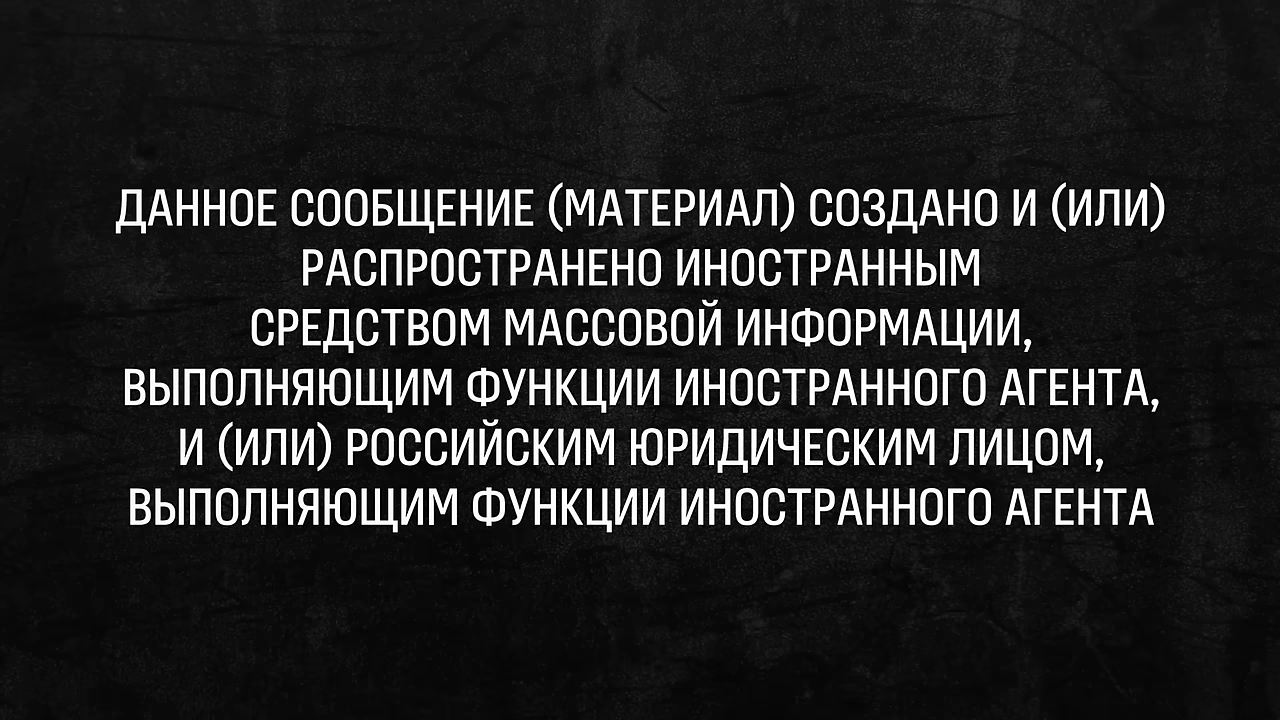 ДАННОЕ СООБЩЕНИЕ (МАТЕРИАЛ) СОЗДАНО И (ИЛИ)
РАСПРОСТРАНЕНО ИНОСТРАННЫМ
СРЕДСТВОМ МАССОВОЙ ИНФОРМАЦИИ,
ВЫПОЛНЯЮЩИМ ФУНКЦИИ ИНОСТРАННОГО АГЕНТА,
И (ИЛИ) РОССИЙСКИМ ЮРИДИЧЕСКИМ ЛИЦОМ,
ВЫПОЛНЯЮЩИМ ФУНКЦИИ ИНОСТРАННОГО АГЕНТА